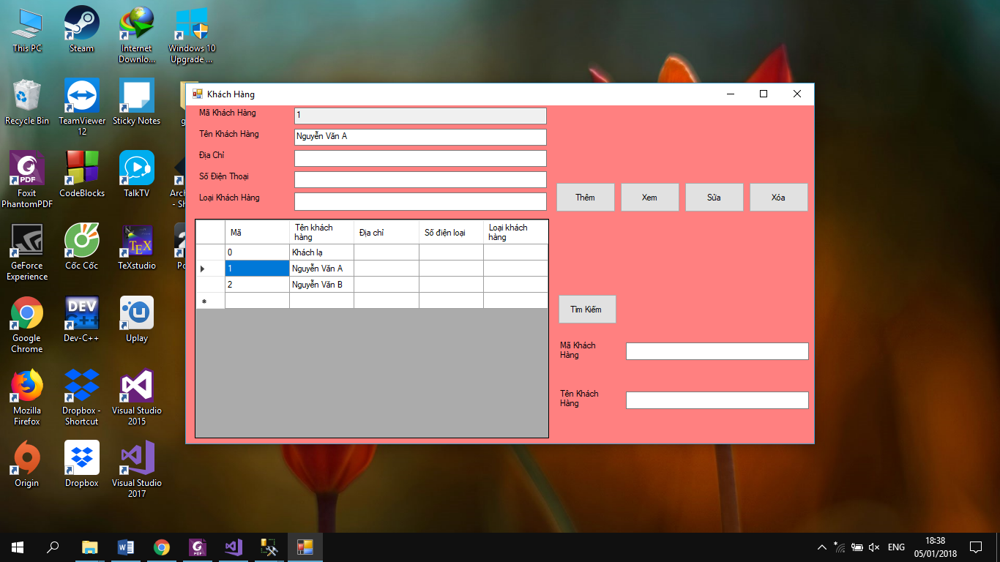 This PC
Steam
Internet
Downlo...
Windows 10
Upgrade ...
Recycle Bin
TeamViewer
12
Sticky Notes
g
Foxit
PhantomPDF
CodeBlocks
TalkTV
Arc
- Sh
GeForce
Experience
Cốc Cốc
TeXstudio
Po
Google
Chrome
Dev-C++
Uplay
Mozilla
Firefox
Dropbox -
Shortcut
Visual Studio
2015
Origin
Dropbox
Visual Studio
2017
PDF
TEX
DEV
C++
Khách Hàng
Mã Khách Hàng
1
Tên Khách Hàng
Nguyễn Văn A
Địa Chỉ
Số Điện Thoại
Loại Khách Hàng
Thêm
Xem
Sửa
Xóa
Mã
Tên khách
hàng
Địa chỉ
Số điện loại
Loại khách
hàng
0 Khách lạ
1 Nguyễn Văn A
2 Nguyễn Văn B
Tìm Kiếm
Mã Khách
Hàng
Tên Khách
Hàng
PDF
ENG
18:38
05/01/2018